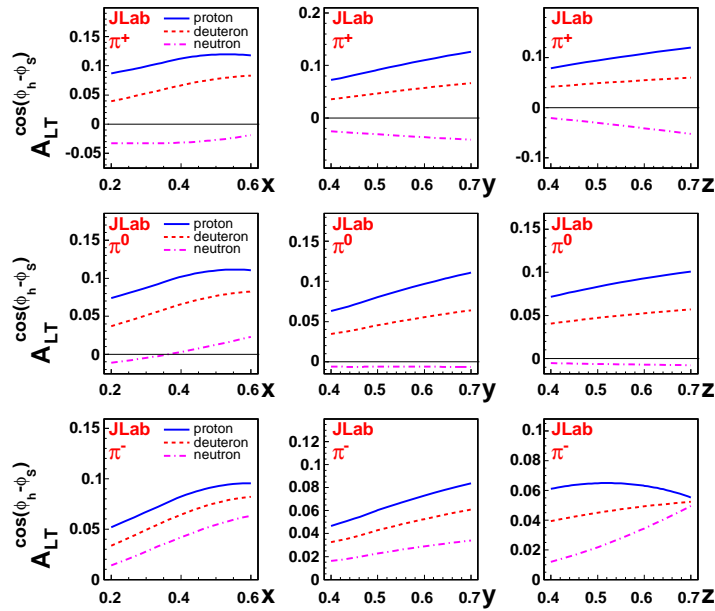 JLab
π+
proton
deuteron
neutron
A_LT^cos(ϕ_h-ϕ_s)
0.15
0.1
0.05
0
-0.05
0.2 0.4 0.6 x
JLab
π+
0.2
0.1
0
-0.1
0.4 0.5 0.6 0.7 y
JLab
π+
0.1
0
-0.1
0.4 0.5 0.6 0.7 z
JLab
π0
proton
deuteron
neutron
A_LT^cos(ϕ_h-ϕ_s)
0.15
0.1
0.05
0
0.2 0.4 0.6 x
JLab
π0
0.15
0.1
0.05
0
0.4 0.5 0.6 0.7 y
JLab
π0
0.15
0.1
0.05
0
0.4 0.5 0.6 0.7 z
JLab
π-
proton
deuteron
neutron
A_LT^cos(ϕ_h-ϕ_s)
0.15
0.1
0.05
0
0.2 0.4 0.6 x
JLab
π-
0.12
0.1
0.08
0.06
0.04
0.02
0
0.4 0.5 0.6 0.7 y
JLab
π-
0.1
0.08
0.06
0.04
0.02
0
0.4 0.5 0.6 0.7 z